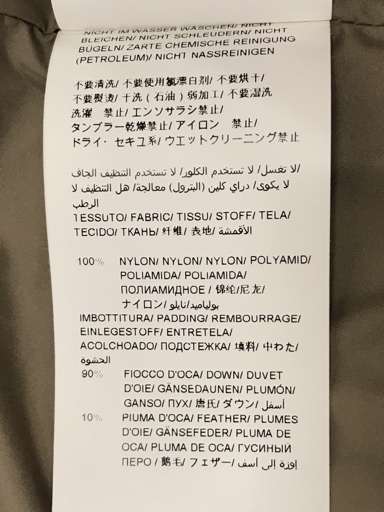 NICHT IM WASSER WASCHEN/ NICHT
BLEICHEN/ NICHT SCHLEUDERN/ NICHT
BÜGELN/ ZARTE CHEMISCHE REINIGUNG
(PETROLEUM)/ NICHT NASSREINIGEN
不要清洗/ 不要使用氯漂白剂/ 不要烘干/
不要熨烫/ 干洗 ( 石油 ) 弱加工/ 不要湿洗
洗濯 禁止/ エンソサラシ禁止/
タンブラー乾燥禁止/ アイロン 禁止/
ドライ・ セキユ系/ ウエットクリーニング禁止
لا تغسل/ لا تستخدم الكلور/ لا تستخدم التنظيف الجاف/
لا يكوى/ دراي كلين (البترول) معالجة/ هل التنظيف لا
الرطب
TESSUTO/ FABRIC/ TISSU/ STOFF/ TELA/
TECIDO/ ТКАНЬ/ 纤维/ 表地/ الأقمشة/
100% NYLON/ NYLON/ NYLON/ POLYAMID/
POLIAMIDA/ POLIAMIDA/
ПОЛИАМИДНОЕ / 锦纶/尼龙/
ナイロン/ بولياميد/نايلو/
IMBOTTITURA/ PADDING/ REMBOURRAGE/
EINLEGESTOFF/ ENTRETELA/
ACOLCHOADO/ ПОДСТЕЖКА/ 填料/ 中わた/
الحشوة
90% FIOCCO D'OCA/ DOWN/ DUVET
D'OIE/ GÄNSEDAUNEN/ PLUMÓN/
GANSO/ ПУХ/ 唐氏/ ダウン/ أسفل/
10% PIUMA D'OCA/ FEATHER/ PLUMES
D'OIE/ GÄNSEFEDER/ PLUMA DE
OCA/ PLUMA DE OCA/ ГУСИНЫЙ
ПЕРО / 鹅毛/ フェザー/ إوزة إلى أسف/